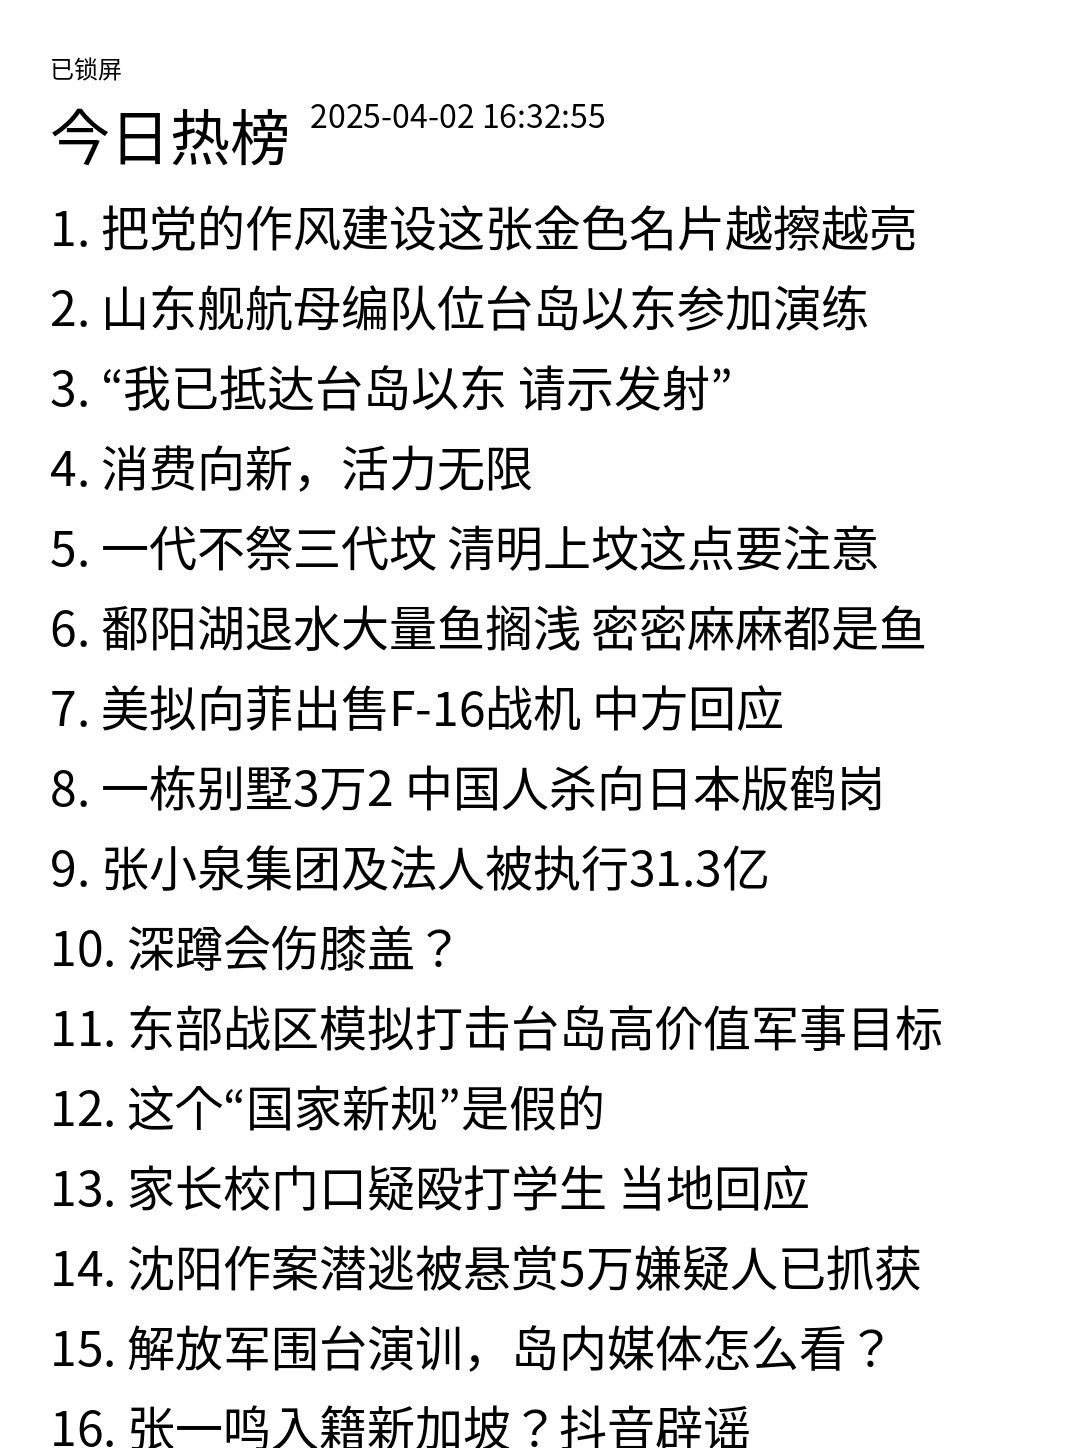 已锁屏
今日热榜 2025-04-02 16:32:55
1. 把党的作风建设这张金色名片越擦越亮
2. 山东舰航母编队位台岛以东参加演练
3. “我已抵达台岛以东 请示发射”
4. 消费向新，活力无限
5. 一代不祭三代坟 清明上坟这点要注意
6. 鄱阳湖退水大量鱼搁浅 密密麻麻都是鱼
7. 美拟向菲出售F-16战机 中方回应
8. 一栋别墅3万2 中国人杀向日本版鹤岗
9. 张小泉集团及法人被执行31.3亿
10. 深蹲会伤膝盖？
11. 东部战区模拟打击台岛高价值军事目标
12. 这个“国家新规”是假的
13. 家长校门口疑殴打学生 当地回应
14. 沈阳作案潜逃被悬赏5万嫌疑人已抓获
15. 解放军围台演训，岛内媒体怎么看？
16. 张一鸣入籍新加坡？抖音辟谣